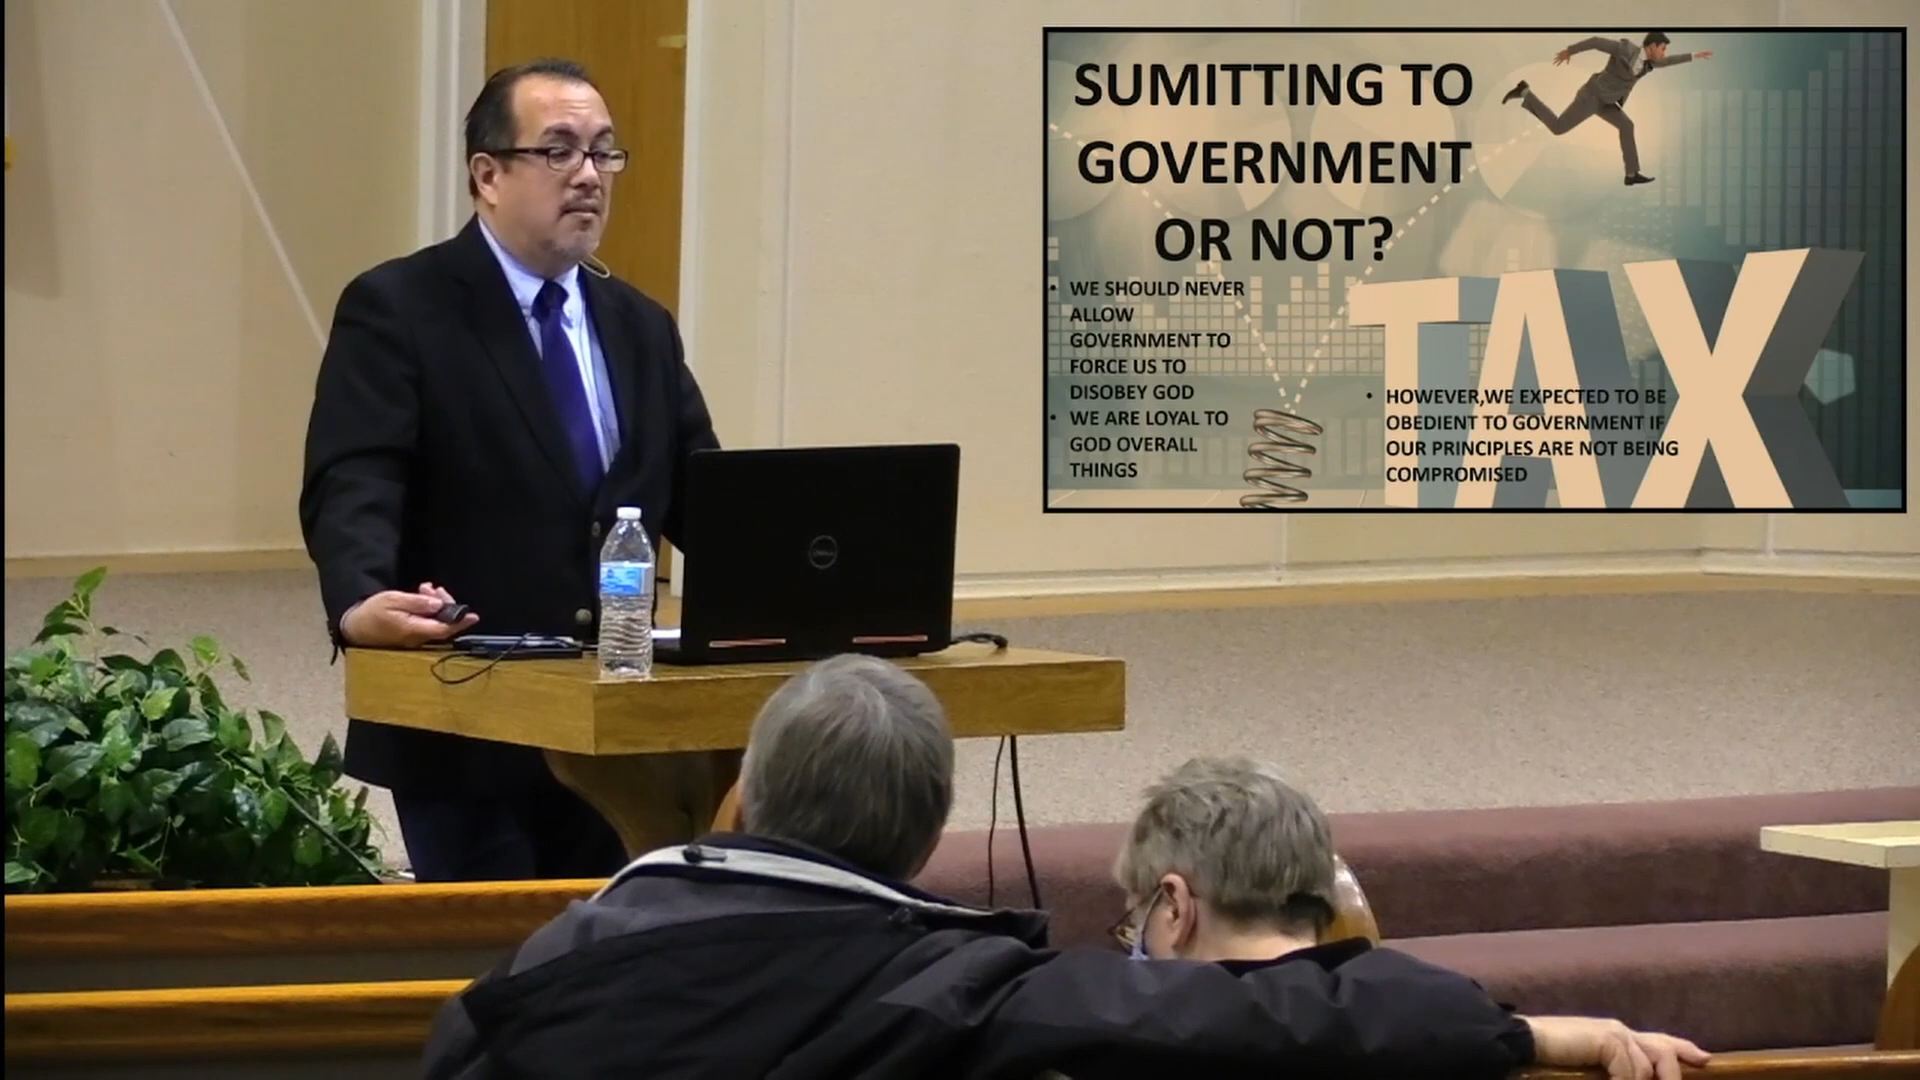 SUMITTING TO
GOVERNMENT
OR NOT?
• WE SHOULD NEVER
ALLOW
GOVERNMENT TO
FORCE US TO
DISOBEY GOD
• WE ARE LOYAL TO
GOD OVERALL
THINGS
TAX
• HOWEVER,WE EXPECTED TO BE
OBEDIENT TO GOVERNMENT IF
OUR PRINCIPLES ARE NOT BEING
COMPROMISED
DELL